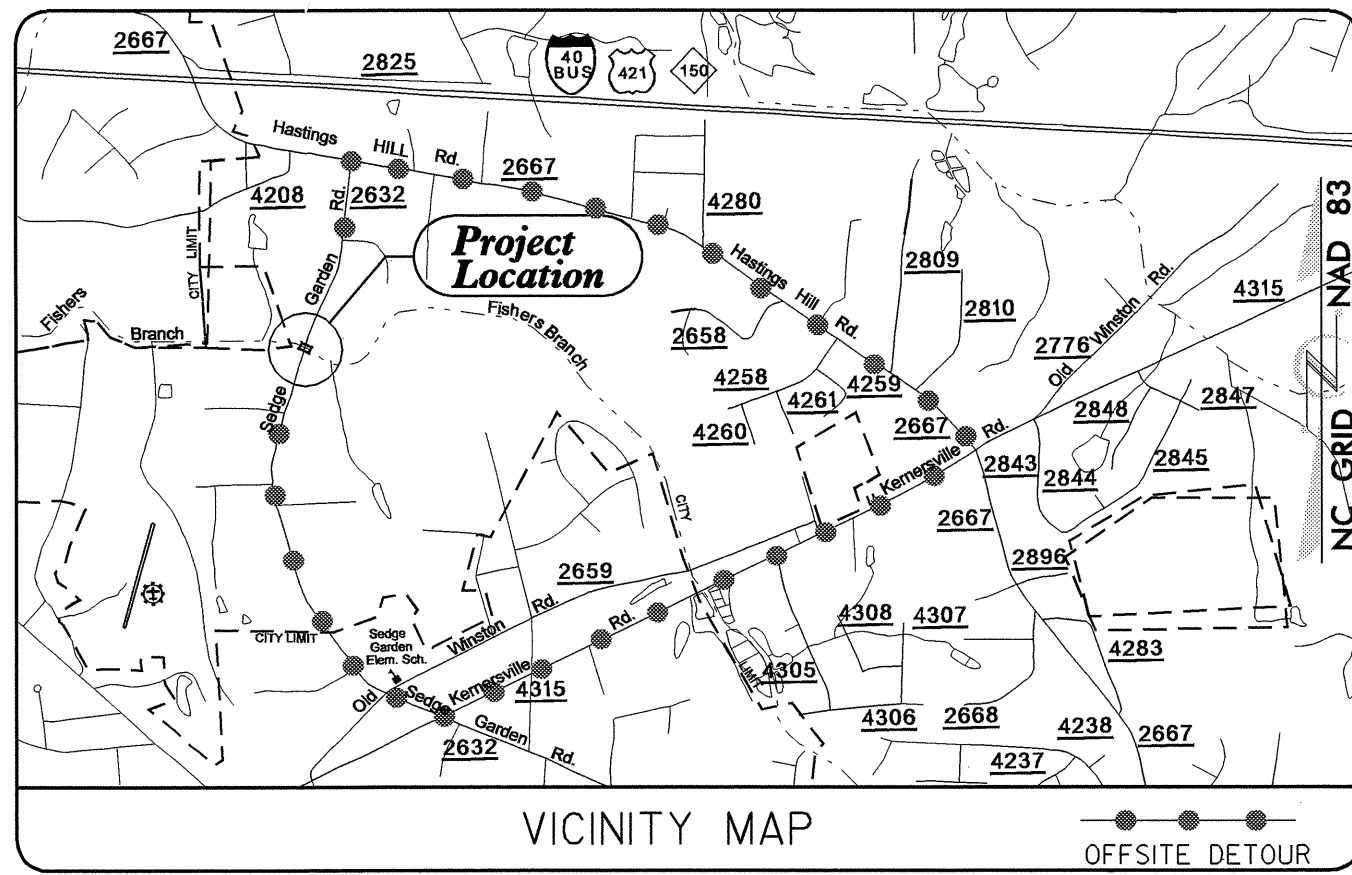 2667
2825
40
BUS
421
150
Hastings
HILL
Rd.
2667
4208
Rd.
2632
4280
CITY LIMIT
Garden
Project
Location
Hastings
Hill
Rd.
2809
2810
NC GRID NAD 83
N
4315
Old Winston Rd.
2776
Fishers
Branch
Fishers Branch
2658
4258
4259
4261
4260
2667
2847
2848
Sedge
Kernersville Rd.
2843
2844
2845
CITY
2667
2896
2659
Winston
Rd.
CITY LIMIT
Sedge
Garden
Elem. Sch.
4308
4307
Rd.
4283
LIMIT
4305
Old
Sedge
Kernersville
4315
4306
2668
4238
2667
Garden
Rd.
2632
4237
VICINITY MAP
OFFSITE DETOUR